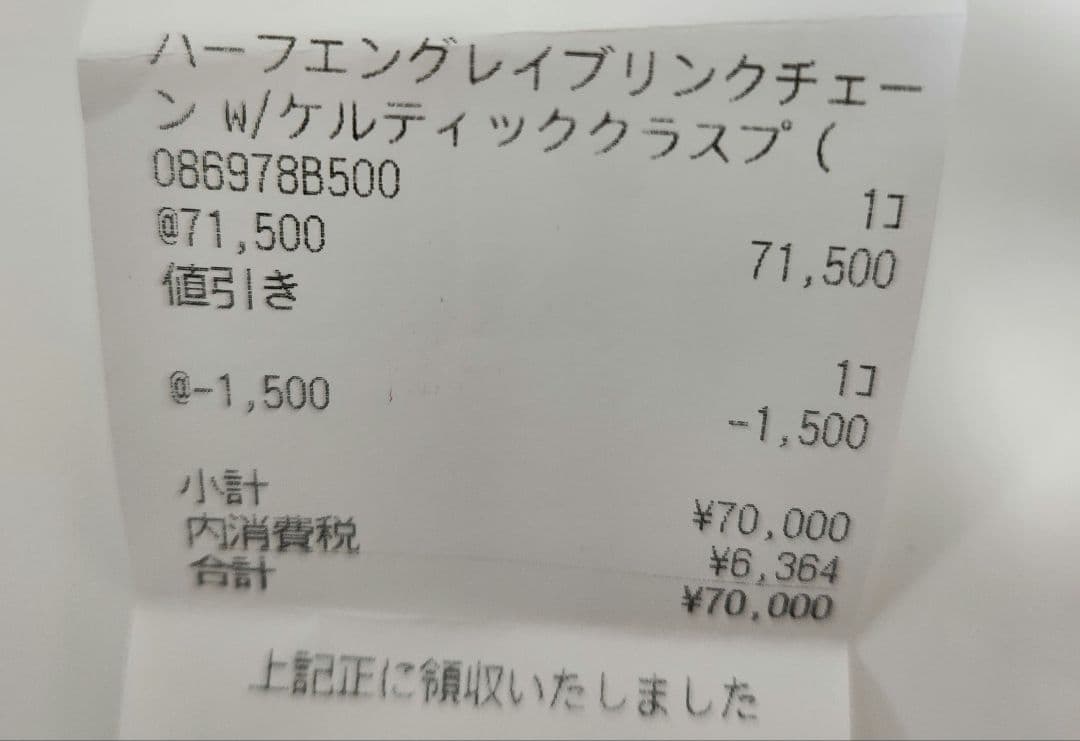 ハーフエングレイブリンクチェー
ン w/ケルティッククラスプ (
086978B500
1コ
@71,500 71,500
値引き
1コ
@-1,500 -1,500
小計 ¥70,000
内消費税 ¥6,364
合計 ¥70,000
上記正に領収いたしました